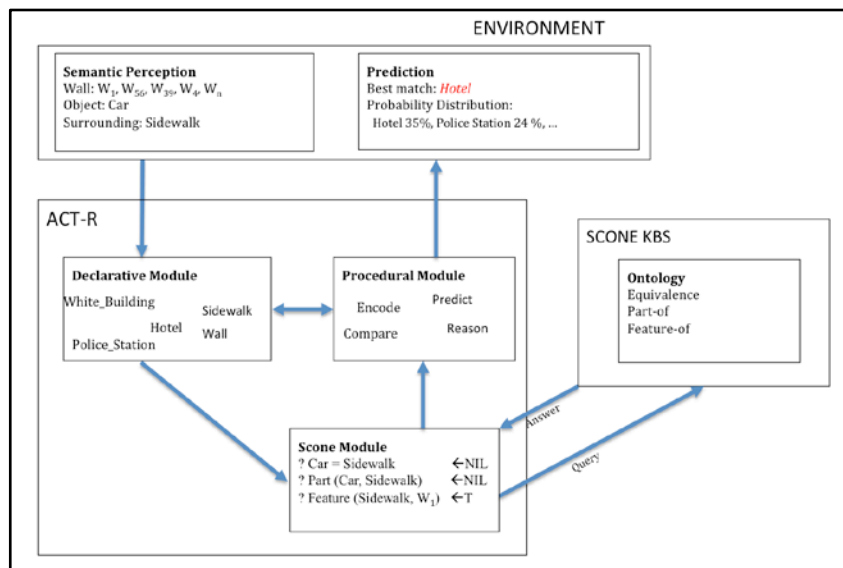 ENVIRONMENT
Semantic Perception
Wall: W₁, W₅₆, W₃₉, W₄, Wₙ
Object: Car
Surrounding: Sidewalk
Prediction
Best match: Hotel
Probability Distribution:
Hotel 35%, Police Station 24 %, ...
ACT-R
Declarative Module
White_Building
Sidewalk
Hotel
Wall
Police_Station
Procedural Module
Encode
Predict
Compare
Reason
SCONE KBS
Ontology
Equivalence
Part-of
Feature-of
Answer
Query
Scone Module
? Car = Sidewalk ←NIL
? Part (Car, Sidewalk) ←NIL
? Feature (Sidewalk, W₁) ←T